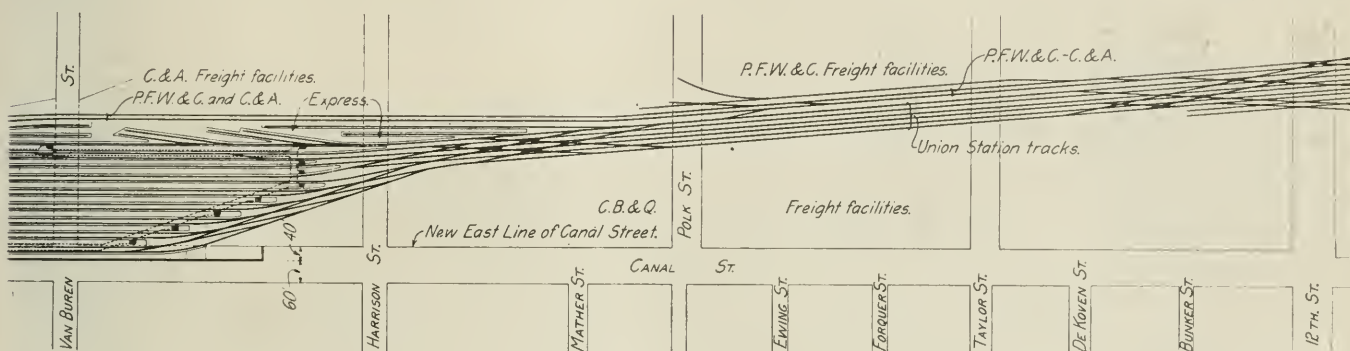 ST.
C.&A. Freight facilities.
P.F.W.&C. and C.&A.
Express.
P.F.W.&C. Freight facilities.
P.F.W.&C.-C.&A.
Union Station tracks.
C.B.&Q.
Freight facilities.
POLK ST.
New East Line of Canal Street.
40'
60'
CANAL ST.
VAN BUREN
HARRISON ST.
MATHER ST.
EWING ST.
FORQUER ST.
TAYLOR ST.
DE KOVEN ST.
BUNKER ST.
12TH. ST.